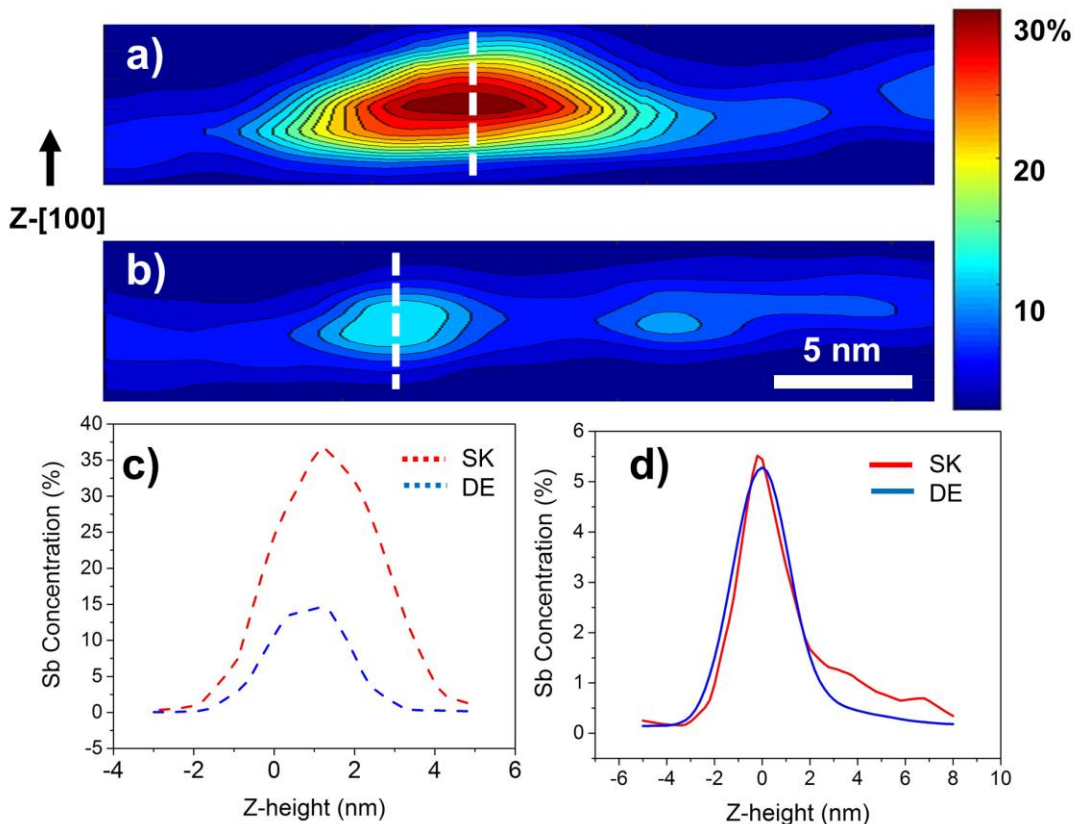 a)
30%
20
10
Z-[100]
b)
5 nm
c)
SK
DE
40
35
30
25
20
15
10
5
0
-5
Sb Concentration (%)
-4 -2 0 2 4 6
Z-height (nm)
d)
SK
DE
6
5
4
3
2
5
0
Sb Concentration (%)
-6 -4 -2 0 2 4 6 8 10
Z-height (nm)